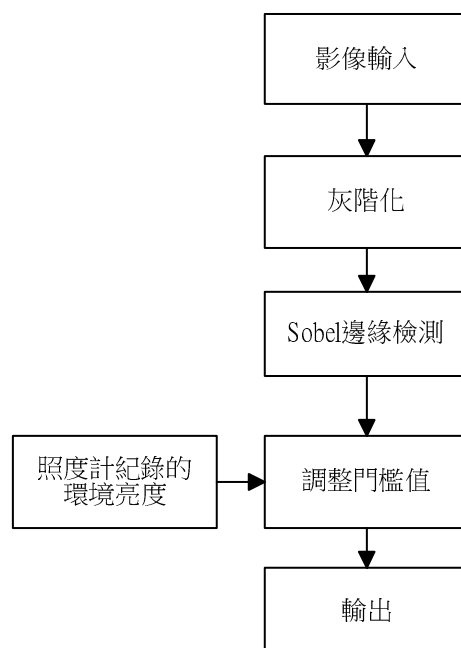 影像輸入
灰階化
Sobel邊緣檢測
照度計紀錄的
環境亮度
調整門檻值
輸出